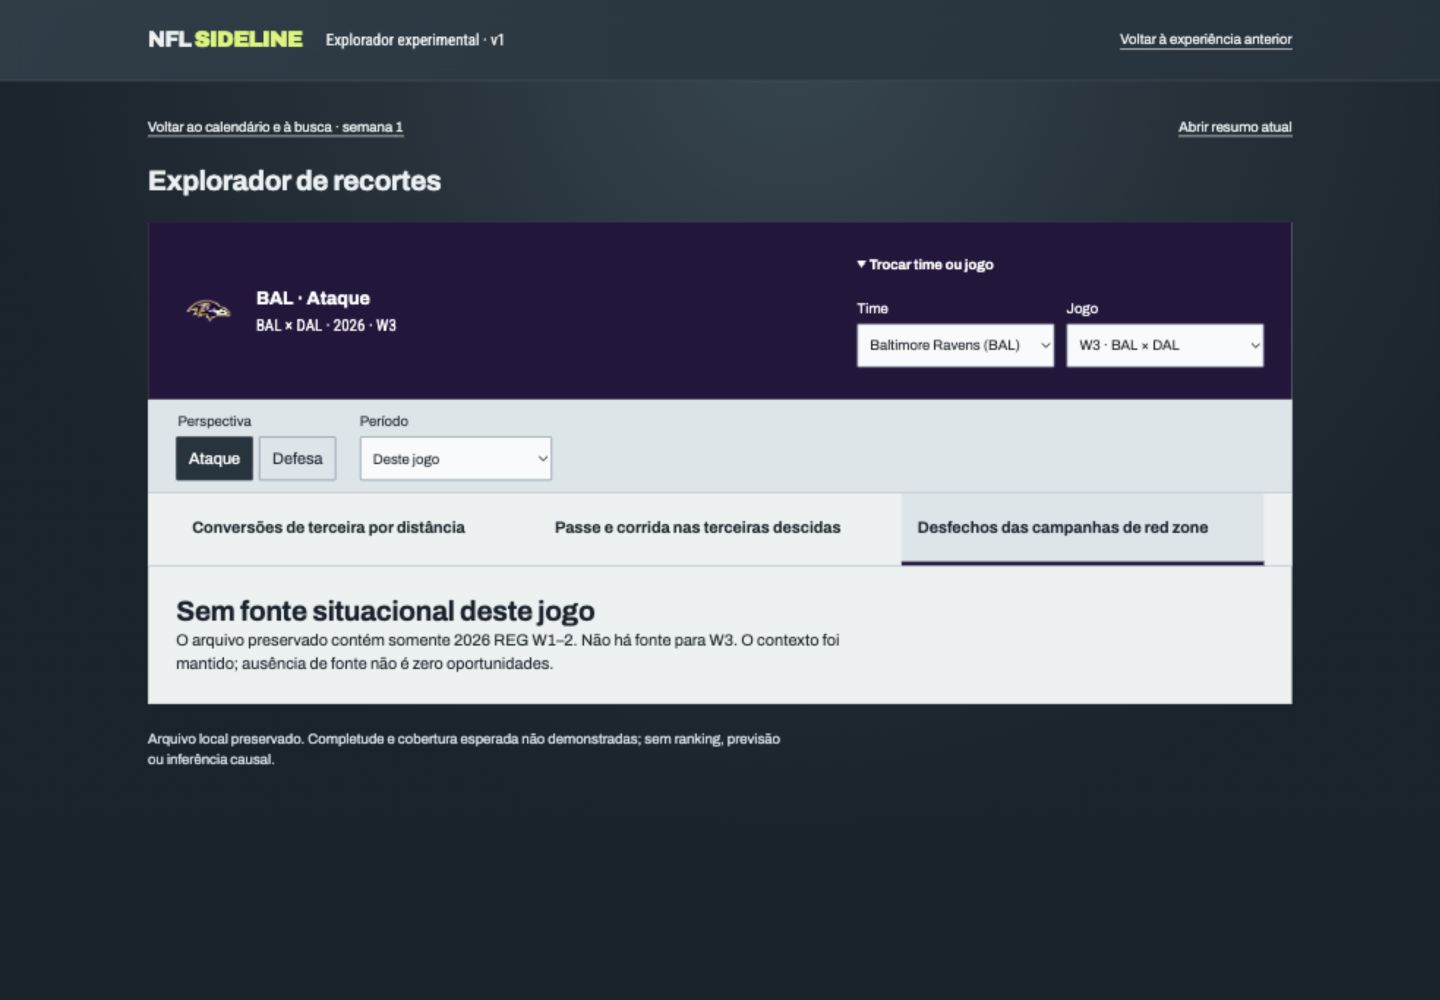 NFL SIDELINE Explorador experimental · v1
Voltar à experiência anterior
Voltar ao calendário e à busca · semana 1
Abrir resumo atual
Explorador de recortes
BAL · Ataque
BAL × DAL · 2026 · W3
▼ Trocar time ou jogo
Time
Jogo
Baltimore Ravens (BAL)
W3 · BAL × DAL
Perspectiva
Período
Ataque
Defesa
Deste jogo
Conversões de terceira por distância
Passe e corrida nas terceiras descidas
Desfechos das campanhas de red zone
Sem fonte situacional deste jogo
O arquivo preservado contém somente 2026 REG W1–2. Não há fonte para W3. O contexto foi
mantido; ausência de fonte não é zero oportunidades.
Arquivo local preservado. Completude e cobertura esperada não demonstradas; sem ranking, previsão
ou inferência causal.